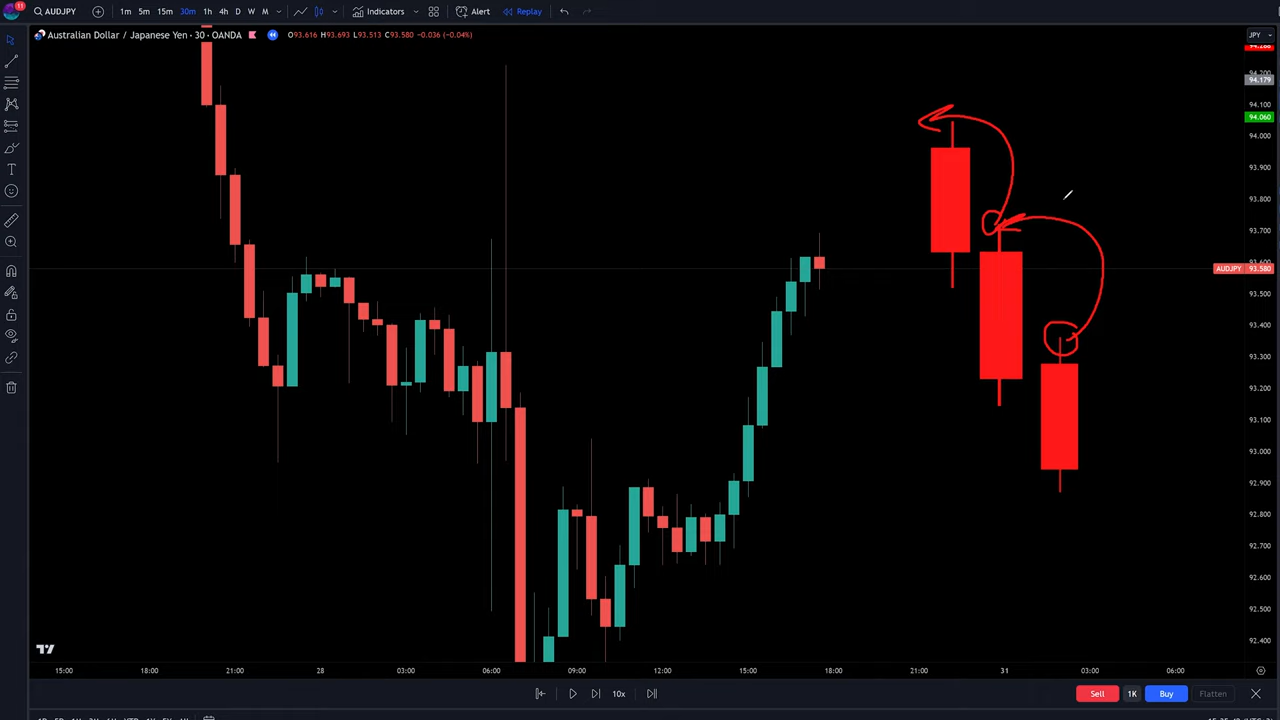 11
AUDJPY
1m 5m 15m 30m 1h 4h D W M
Indicators
Alert
Replay
Australian Dollar / Japanese Yen · 30 · OANDA
O93.616 H93.693 L93.513 C93.580 −0.036 (−0.04%)
JPY
94.200
94.179
94.100
94.060
94.000
93.900
93.800
93.700
93.600
AUDJPY 93.580
93.500
93.400
93.300
93.200
93.100
93.000
92.900
92.800
92.700
92.600
92.500
92.400
15:00 18:00 21:00 28 03:00 06:00 09:00 12:00 15:00 18:00 21:00 31 03:00 06:00
10x
Sell 1K Buy Flatten